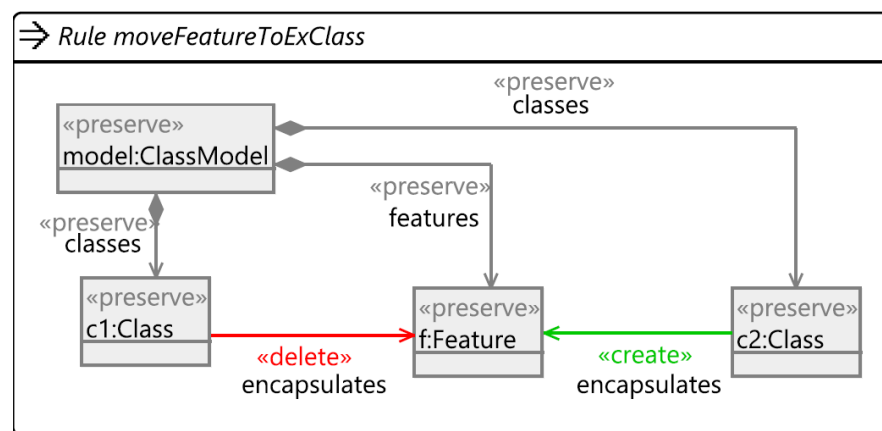 Rule moveFeatureToExClass
«preserve»
classes
«preserve»
model:ClassModel
«preserve»
features
«preserve»
classes
«preserve»
c1:Class
«preserve»
f:Feature
«preserve»
c2:Class
«delete»
encapsulates
«create»
encapsulates